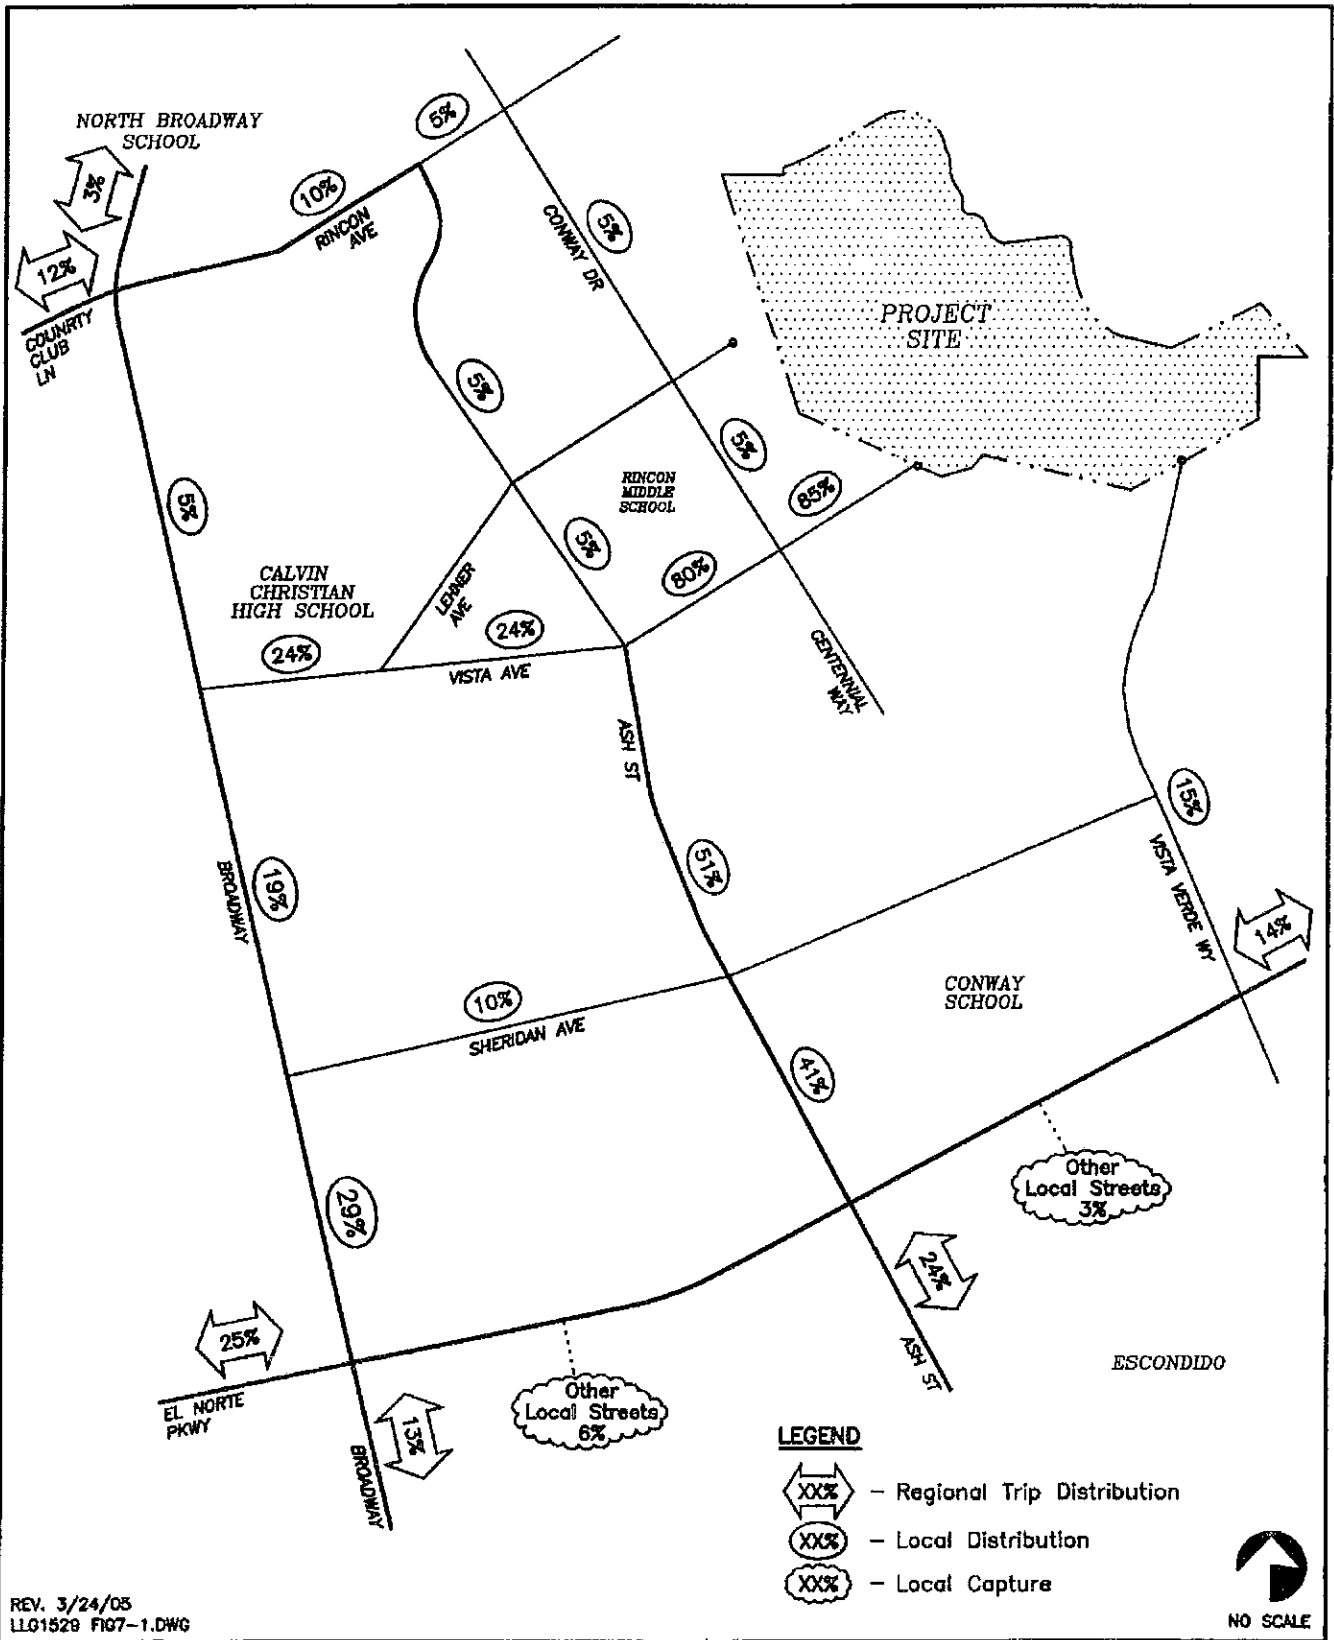 NORTH BROADWAY
SCHOOL
5%
3%
10%
RINCON
AVE
CONWAY DR
5%
12%
COUNRTY
CLUB
LN
PROJECT
SITE
5%
5%
5%
RINCON
MIDDLE
SCHOOL
85%
5%
80%
CALVIN
CHRISTIAN
HIGH SCHOOL
LEHNER
AVE
24%
24%
VISTA AVE
CENTENNIAL
WAY
ASH ST
15%
51%
VISTA VERDE WY
BROADWAY
19%
14%
10%
SHERIDAN AVE
CONWAY
SCHOOL
41%
Other
Local Streets
3%
29%
24%
25%
ASH ST
ESCONDIDO
EL NORTE
PKWY
Other
Local Streets
6%
13%
BROADWAY
LEGEND
XX% - Regional Trip Distribution
XX% - Local Distribution
XX% - Local Capture
REV. 3/24/05
LLG1529 FIG7-1.DWG
NO SCALE